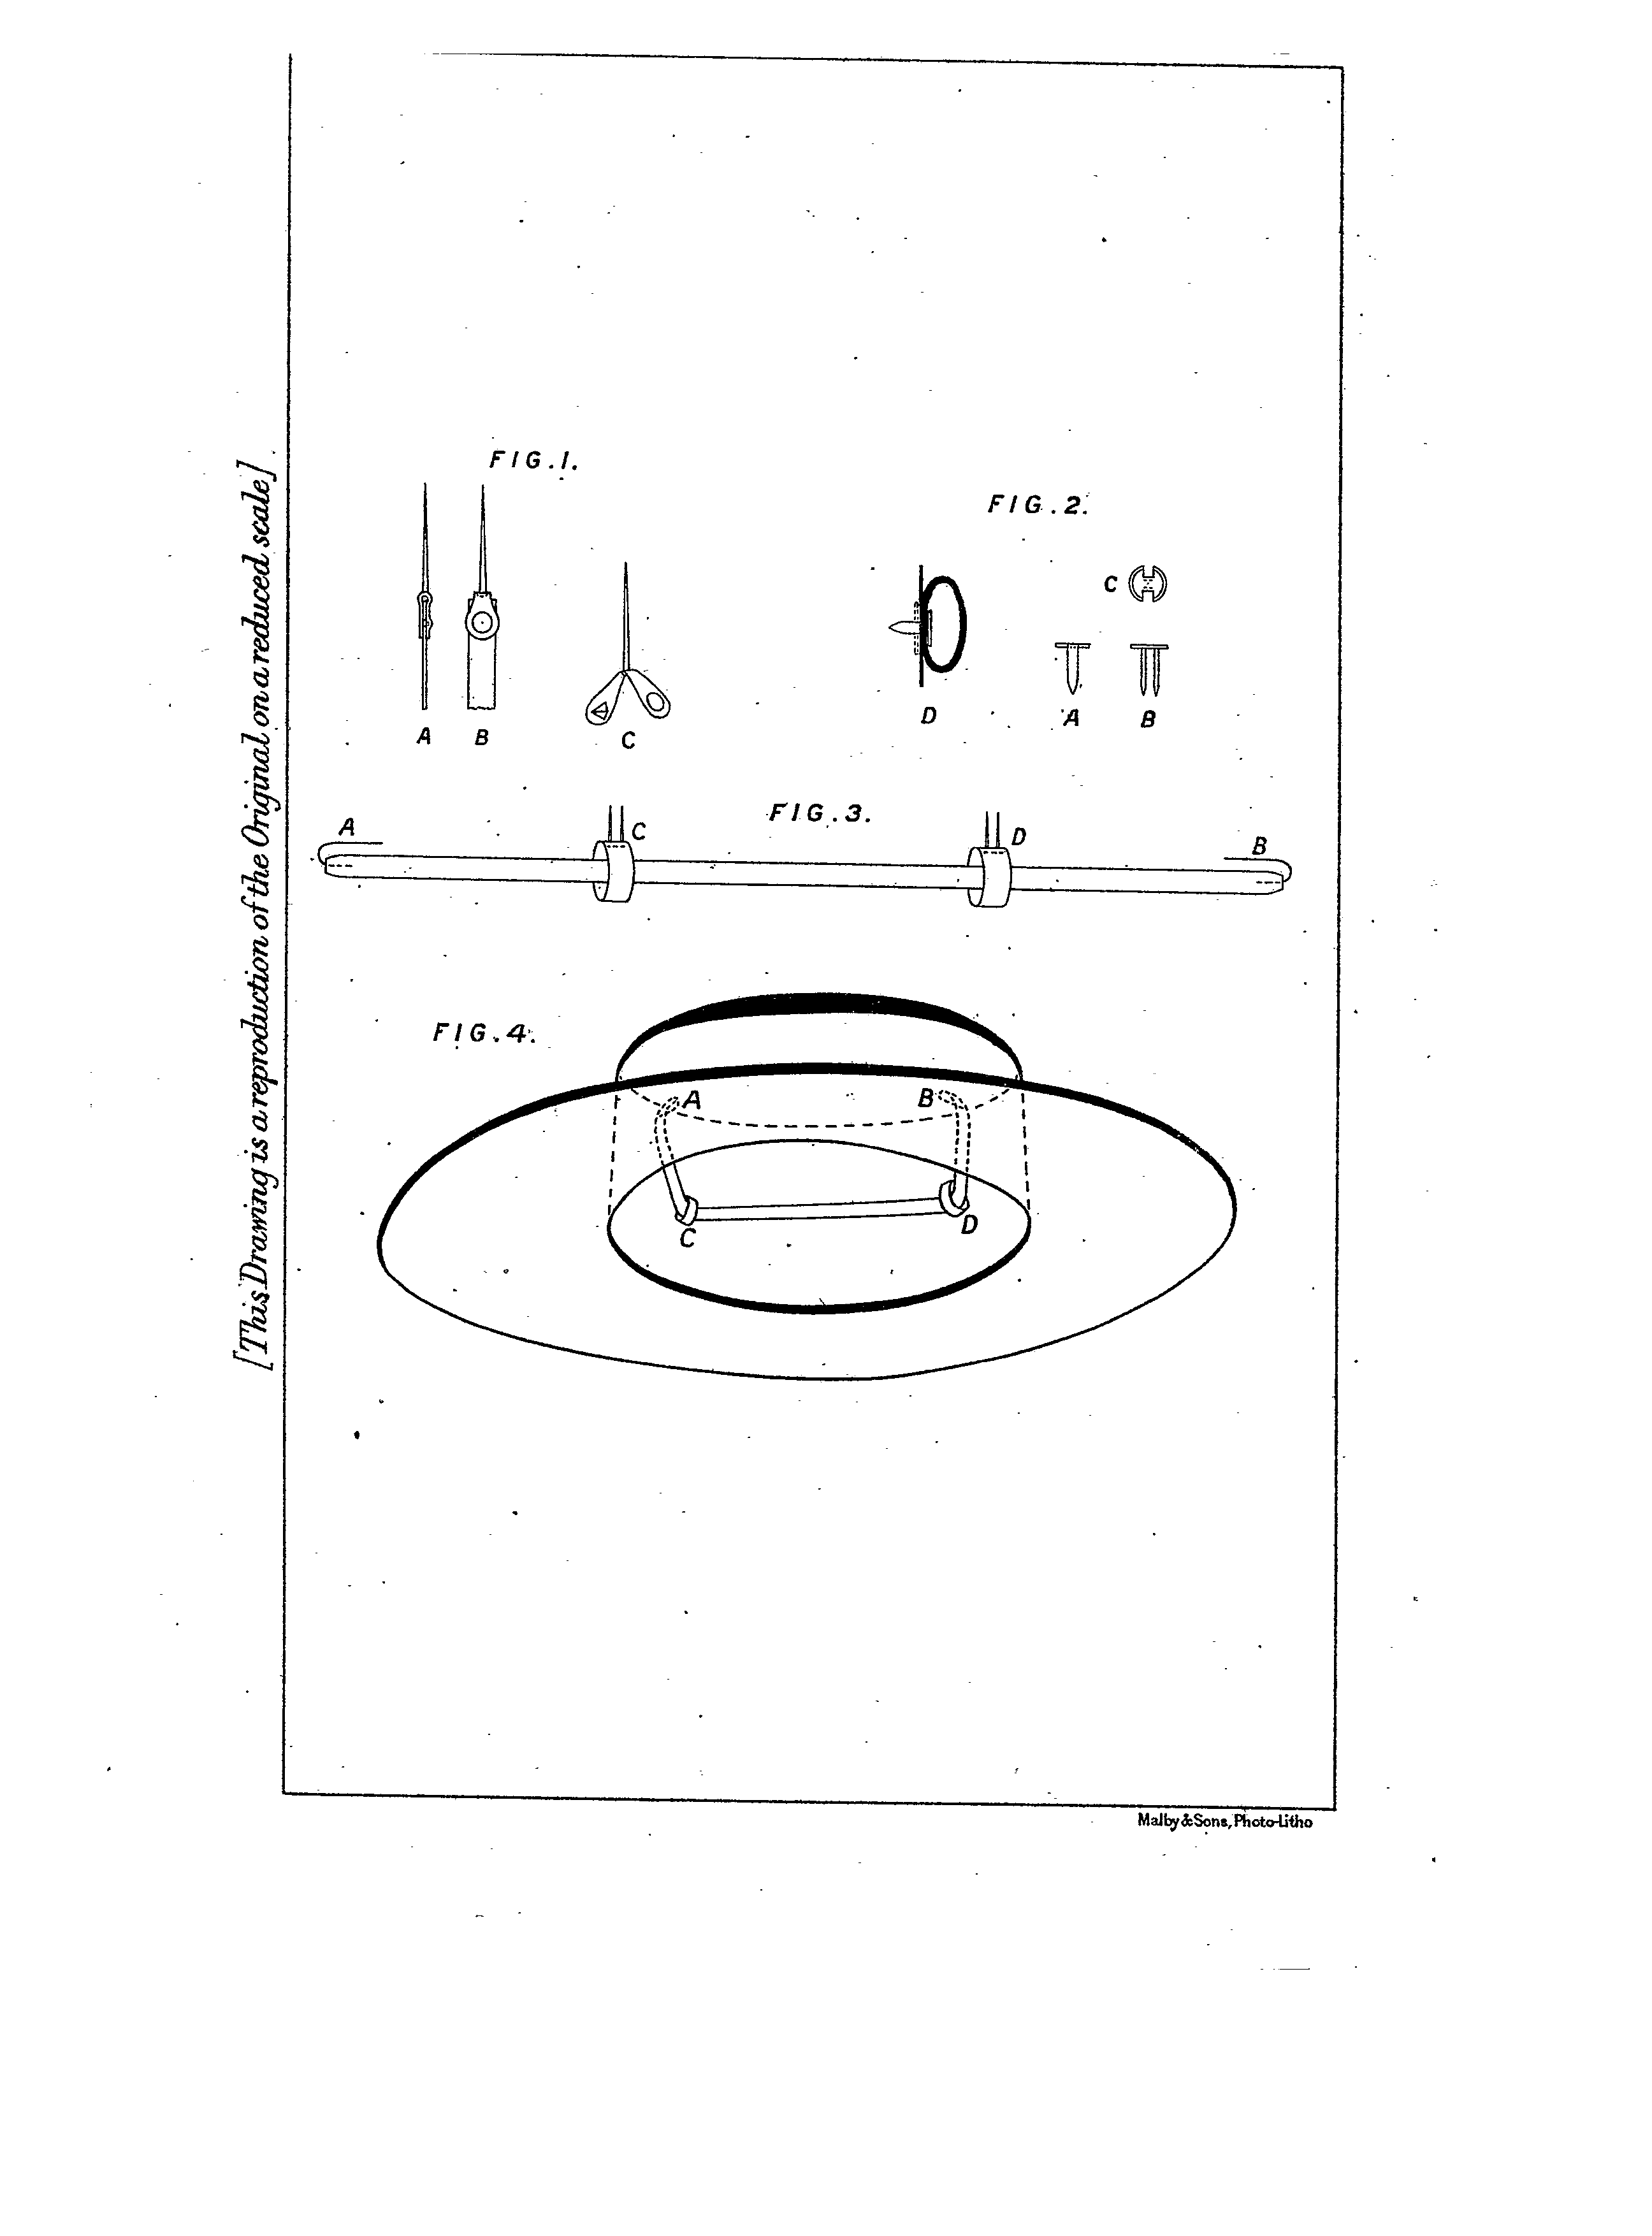 [This Drawing is a reproduction of the Original on a reduced scale]
FIG.1.
A
B
C
FIG.2.
C
D
A
B
FIG.3.
A
C
D
B
FIG.4.
A
B
C
D
Malby & Sons, Photo-Litho